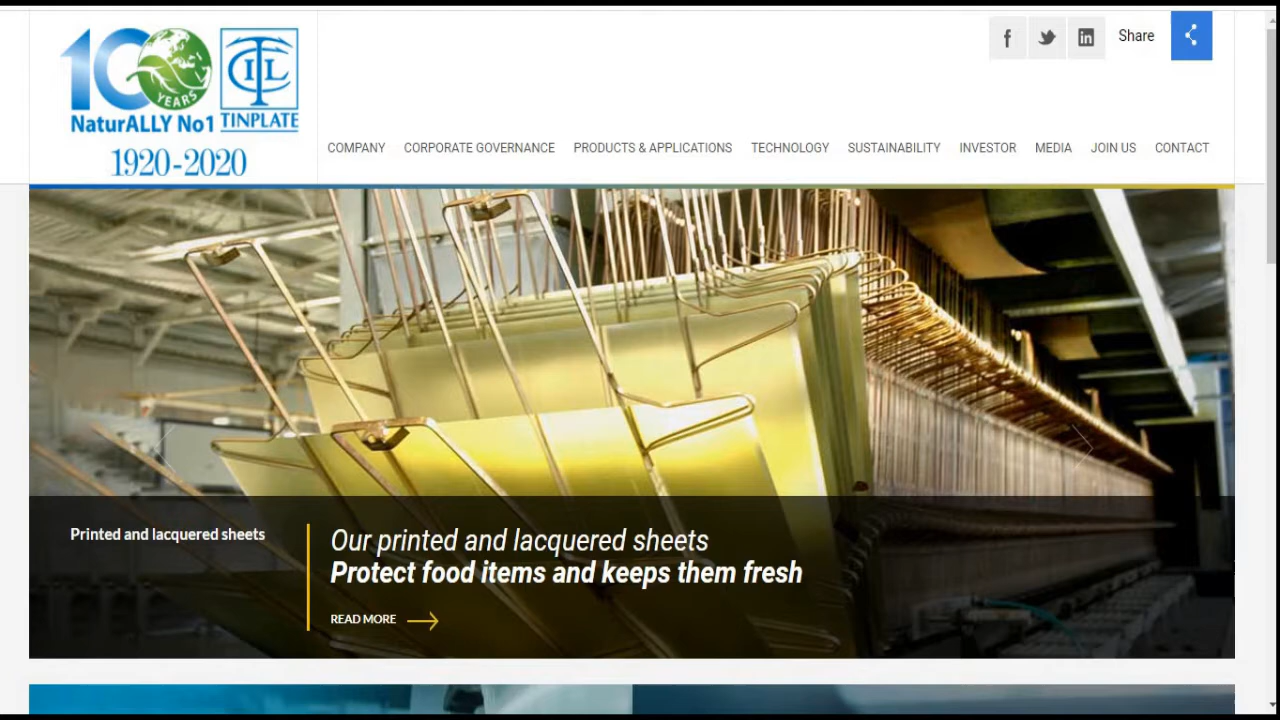 100 YEARS
NaturALLY No1
TCIL
TINPLATE
1920-2020
f
in
Share
COMPANY CORPORATE GOVERNANCE PRODUCTS & APPLICATIONS TECHNOLOGY SUSTAINABILITY INVESTOR MEDIA JOIN US CONTACT
Printed and lacquered sheets
Our printed and lacquered sheets
Protect food items and keeps them fresh
READ MORE